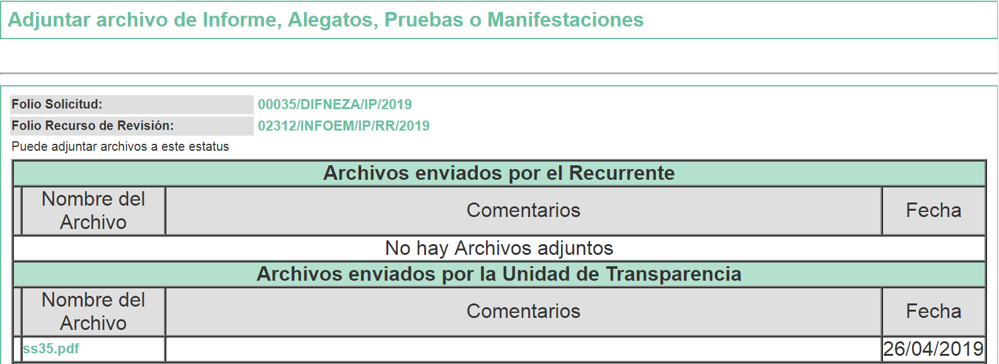 Adjuntar archivo de Informe, Alegatos, Pruebas o Manifestaciones
Folio Solicitud: 00035/DIFNEZA/IP/2019
Folio Recurso de Revisión: 02312/INFOEM/IP/RR/2019
Puede adjuntar archivos a este estatus
Archivos enviados por el Recurrente
Nombre del
Archivo
Comentarios
Fecha
No hay Archivos adjuntos
Archivos enviados por la Unidad de Transparencia
Nombre del
Archivo
Comentarios
Fecha
ss35.pdf
26/04/2019